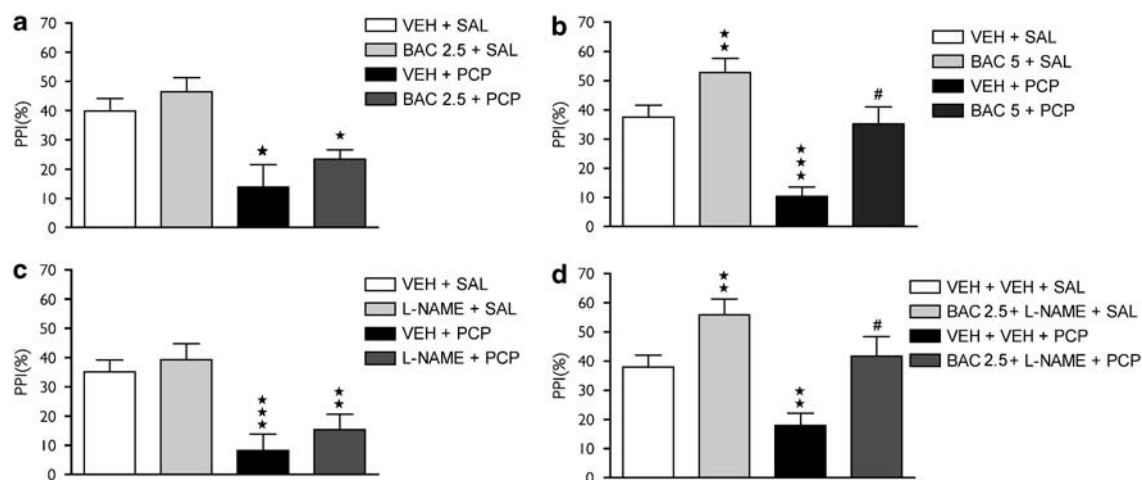 a
70
60
50
40
30
20
10
0
PPI(%)
★
★
VEH + SAL
BAC 2.5 + SAL
VEH + PCP
BAC 2.5 + PCP
b
70
60
50
40
30
20
10
0
PPI(%)
★★
★★★
#
VEH + SAL
BAC 5 + SAL
VEH + PCP
BAC 5 + PCP
c
70
60
50
40
30
20
10
0
PPI(%)
★★★
★★
VEH + SAL
L-NAME + SAL
VEH + PCP
L-NAME + PCP
d
70
60
50
40
30
20
10
0
PPI(%)
★★
★★
#
VEH + VEH + SAL
BAC 2.5 + L-NAME + SAL
VEH + VEH + PCP
BAC 2.5 + L-NAME + PCP